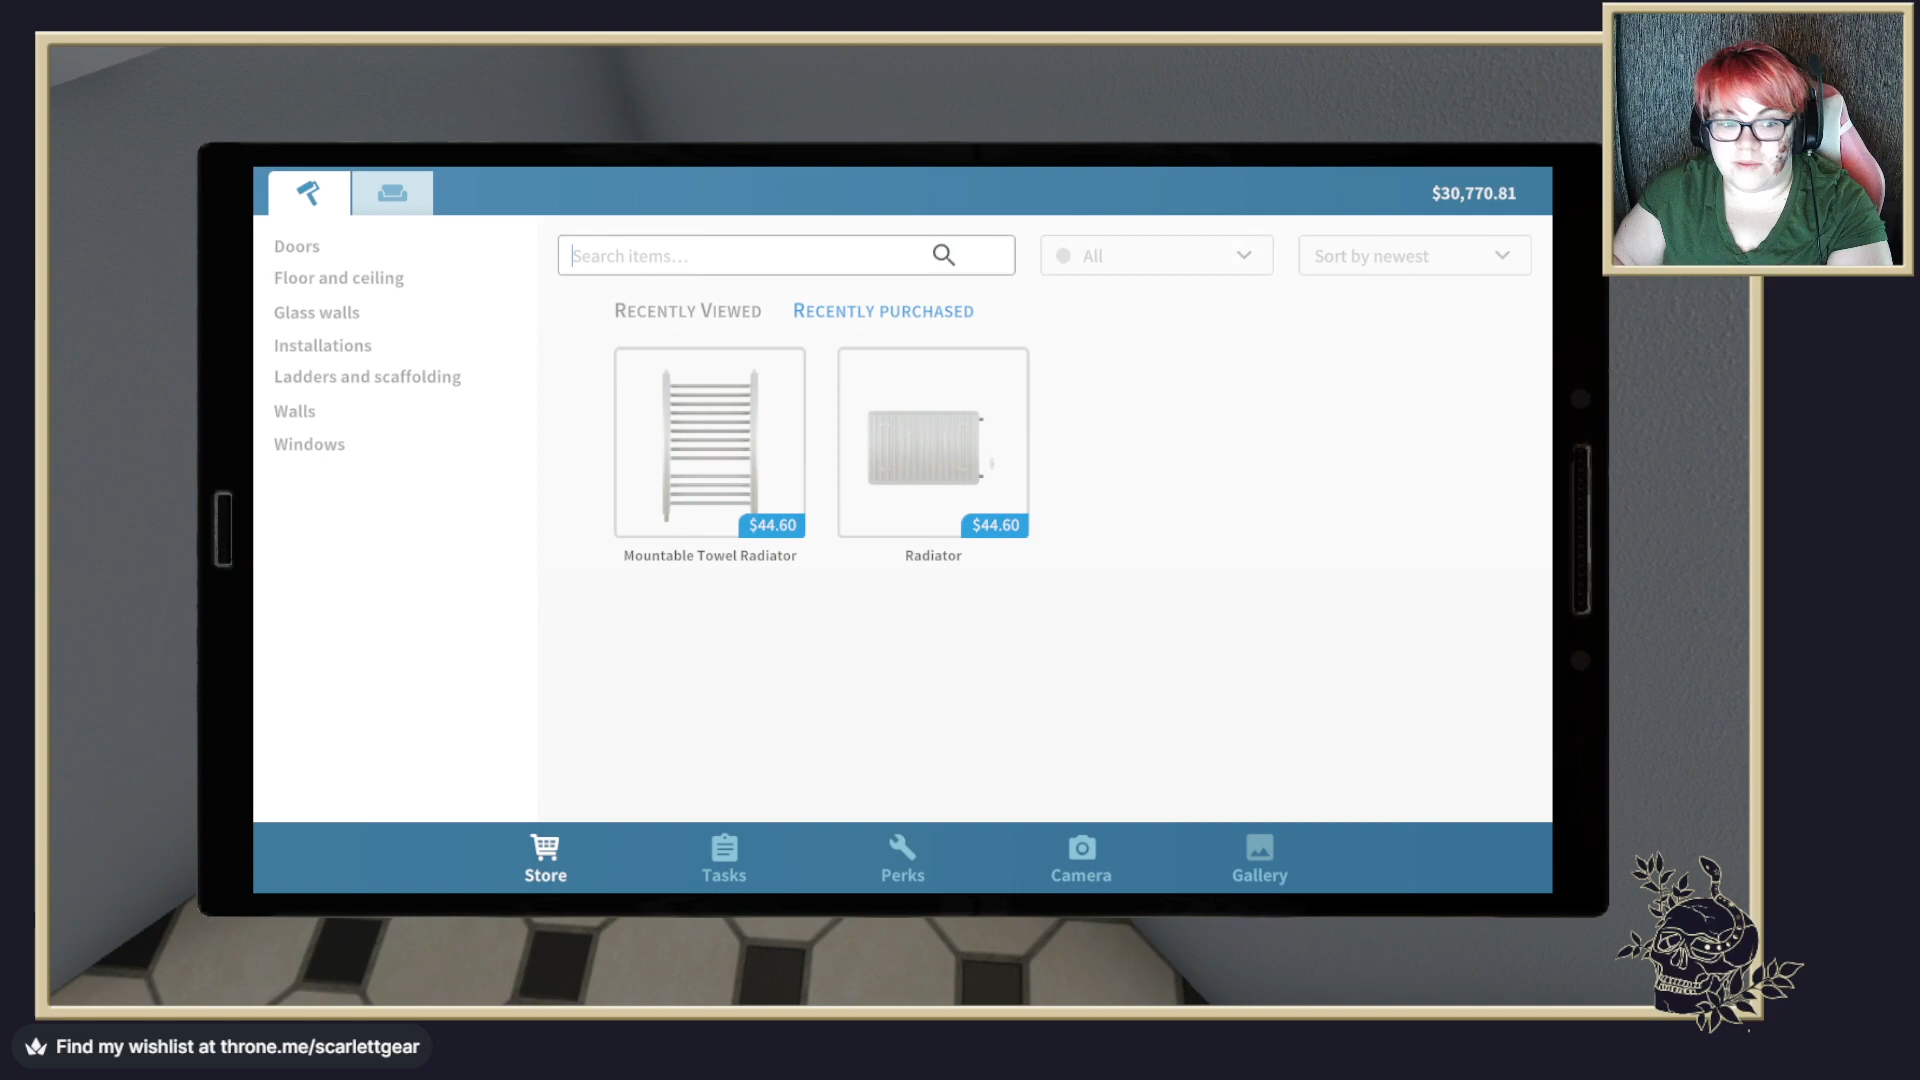 $30,770.81
Doors
Floor and ceiling
Glass walls
Installations
Ladders and scaffolding
Walls
Windows
Search items...
All
Sort by newest
RECENTLY VIEWED
RECENTLY PURCHASED
$44.60
Mountable Towel Radiator
$44.60
Radiator
Store
Tasks
Perks
Camera
Gallery
Find my wishlist at throne.me/scarlettgear